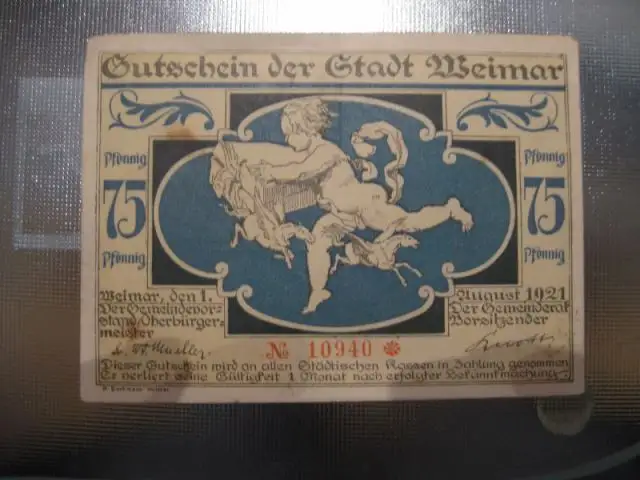 Gutschein der Stadt Weimar
Pfennig
75
Pfennig
Pfennig
75
Pfennig
Weimar, den 1.
Der Gemeindevor-
stand/Oberbürger-
meister
August 1921
Der Gemeinderat
Vorsitzender
Dr. W. Mueller
№ 10940
Dieser Gutschein wird an allen Städtischen Kassen in Zahlung genommen
Er verliert seine Gültigkeit 1 Monat nach erfolgter Bekanntmachung.